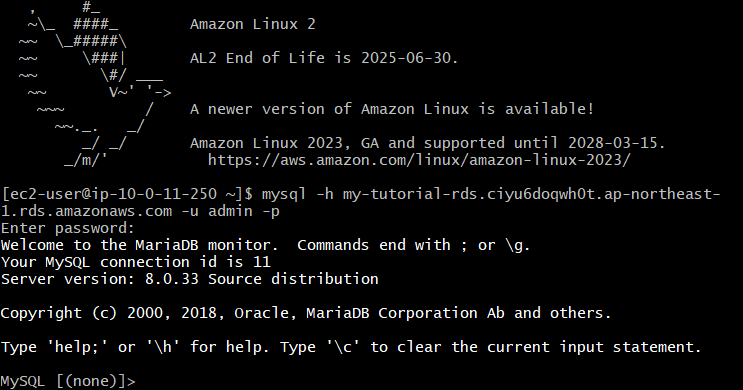 ,     #_
   ~\_  ####_        Amazon Linux 2
  ~~  \_#####\
  ~~     \###|       AL2 End of Life is 2025-06-30.
  ~~       \#/ ___
   ~~       V~' '->
    ~~~         /    A newer version of Amazon Linux is available!
      ~~._.   _/
         _/ _/       Amazon Linux 2023, GA and supported until 2028-03-15.
       _/m/'           https://aws.amazon.com/linux/amazon-linux-2023/

[ec2-user@ip-10-0-11-250 ~]$ mysql -h my-tutorial-rds.ciyu6doqwh0t.ap-northeast-
1.rds.amazonaws.com -u admin -p
Enter password:
Welcome to the MariaDB monitor.  Commands end with ; or \g.
Your MySQL connection id is 11
Server version: 8.0.33 Source distribution

Copyright (c) 2000, 2018, Oracle, MariaDB Corporation Ab and others.

Type 'help;' or '\h' for help. Type '\c' to clear the current input statement.

MySQL [(none)]>